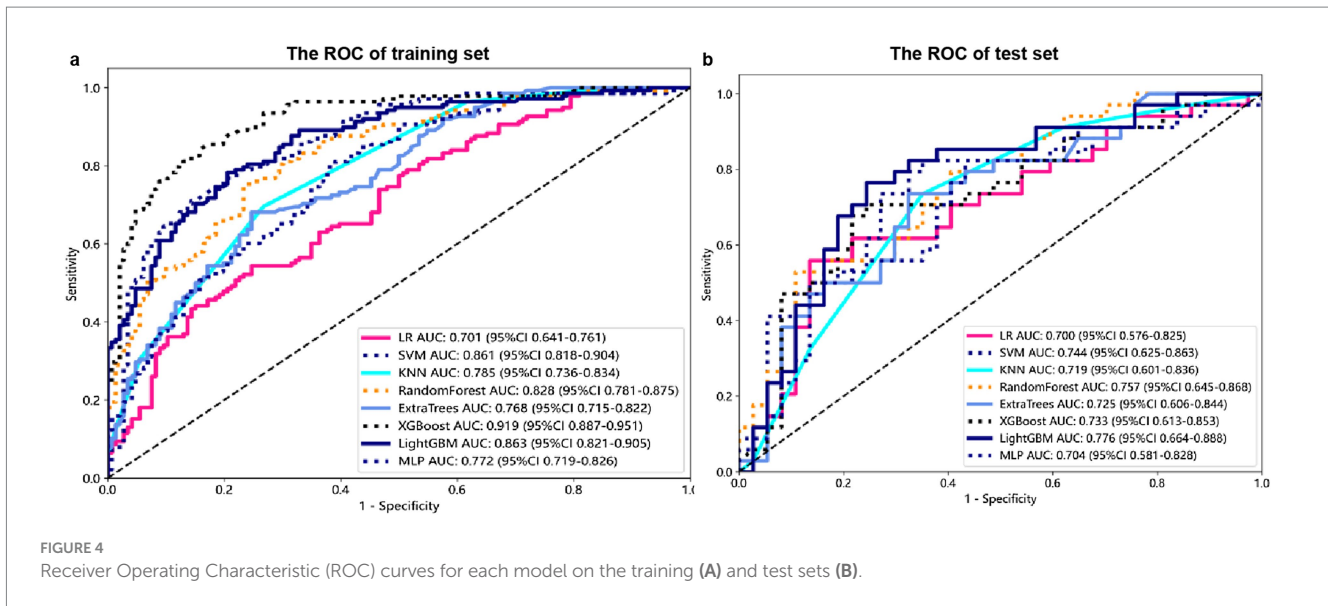 a
The ROC of training set
1.0
0.8
0.6
0.4
0.2
0.0
Sensitivity
LR AUC: 0.701 (95%CI 0.641-0.761)
SVM AUC: 0.861 (95%CI 0.818-0.904)
KNN AUC: 0.785 (95%CI 0.736-0.834)
RandomForest AUC: 0.828 (95%CI 0.781-0.875)
ExtraTrees AUC: 0.768 (95%CI 0.715-0.822)
XGBoost AUC: 0.919 (95%CI 0.887-0.951)
LightGBM AUC: 0.863 (95%CI 0.821-0.905)
MLP AUC: 0.772 (95%CI 0.719-0.826)
0.0 0.2 0.4 0.6 0.8 1.0
1 - Specificity
b
The ROC of test set
1.0
0.8
0.6
0.4
0.2
0.0
Sensitivity
LR AUC: 0.700 (95%CI 0.576-0.825)
SVM AUC: 0.744 (95%CI 0.625-0.863)
KNN AUC: 0.719 (95%CI 0.601-0.836)
RandomForest AUC: 0.757 (95%CI 0.645-0.868)
ExtraTrees AUC: 0.725 (95%CI 0.606-0.844)
XGBoost AUC: 0.733 (95%CI 0.613-0.853)
LightGBM AUC: 0.776 (95%CI 0.664-0.888)
MLP AUC: 0.704 (95%CI 0.581-0.828)
0.0 0.2 0.4 0.6 0.8 1.0
1 - Specificity
FIGURE 4
Receiver Operating Characteristic (ROC) curves for each model on the training (A) and test sets (B).